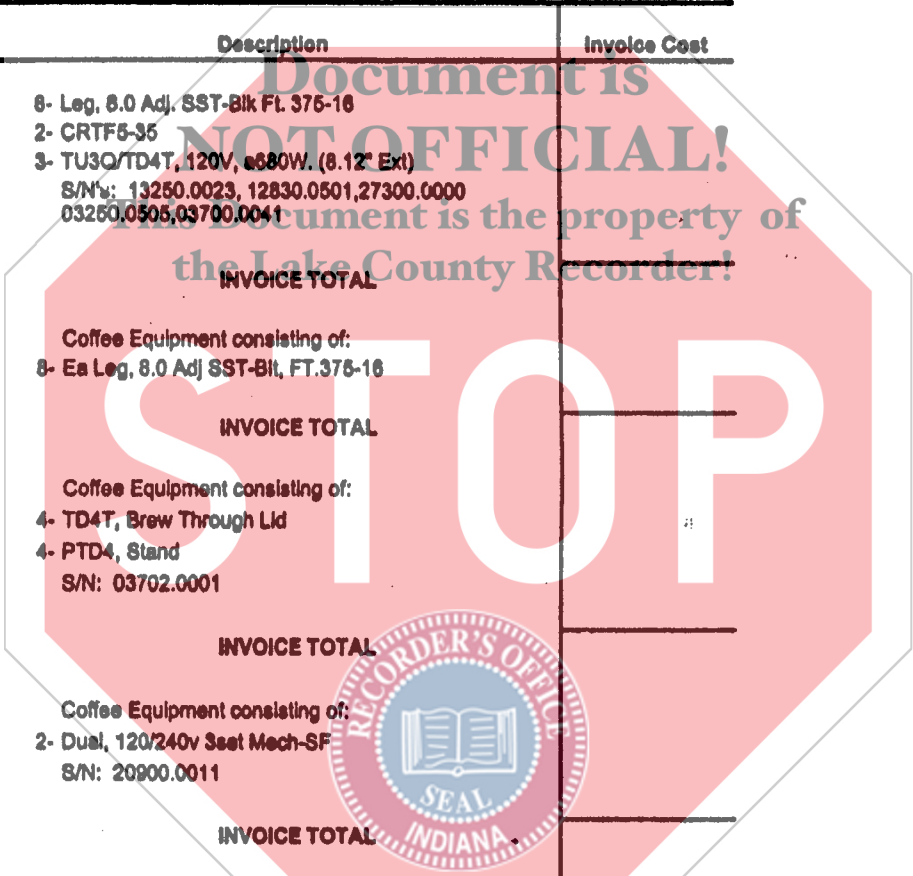 Description Invoice Cost
Document is
8- Leg, 8.0 Adj. SST-Blk Ft. 375-16
2- CRTF5-35
NOT OFFICIAL!
3- TU3Q/TD4T, 120V, a680W. (8.12" Ext)
S/N's: 13250.0023, 12830.0501,27300.0000
03250.0505,03700.0041
This Document is the property of
the Lake County Recorder!
INVOICE TOTAL
Coffee Equipment consisting of:
8- Ea Leg, 8.0 Adj SST-Blt, FT.375-16
STOP
INVOICE TOTAL
Coffee Equipment consisting of:
4- TD4T, Brew Through Lid
4- PTD4, Stand
S/N: 03702.0001
INVOICE TOTAL
RECORDER'S OFFICE
Coffee Equipment consisting of:
2- Dual, 120/240v 3set Mech-SF
S/N: 20900.0011
SEAL
INDIANA
INVOICE TOTAL